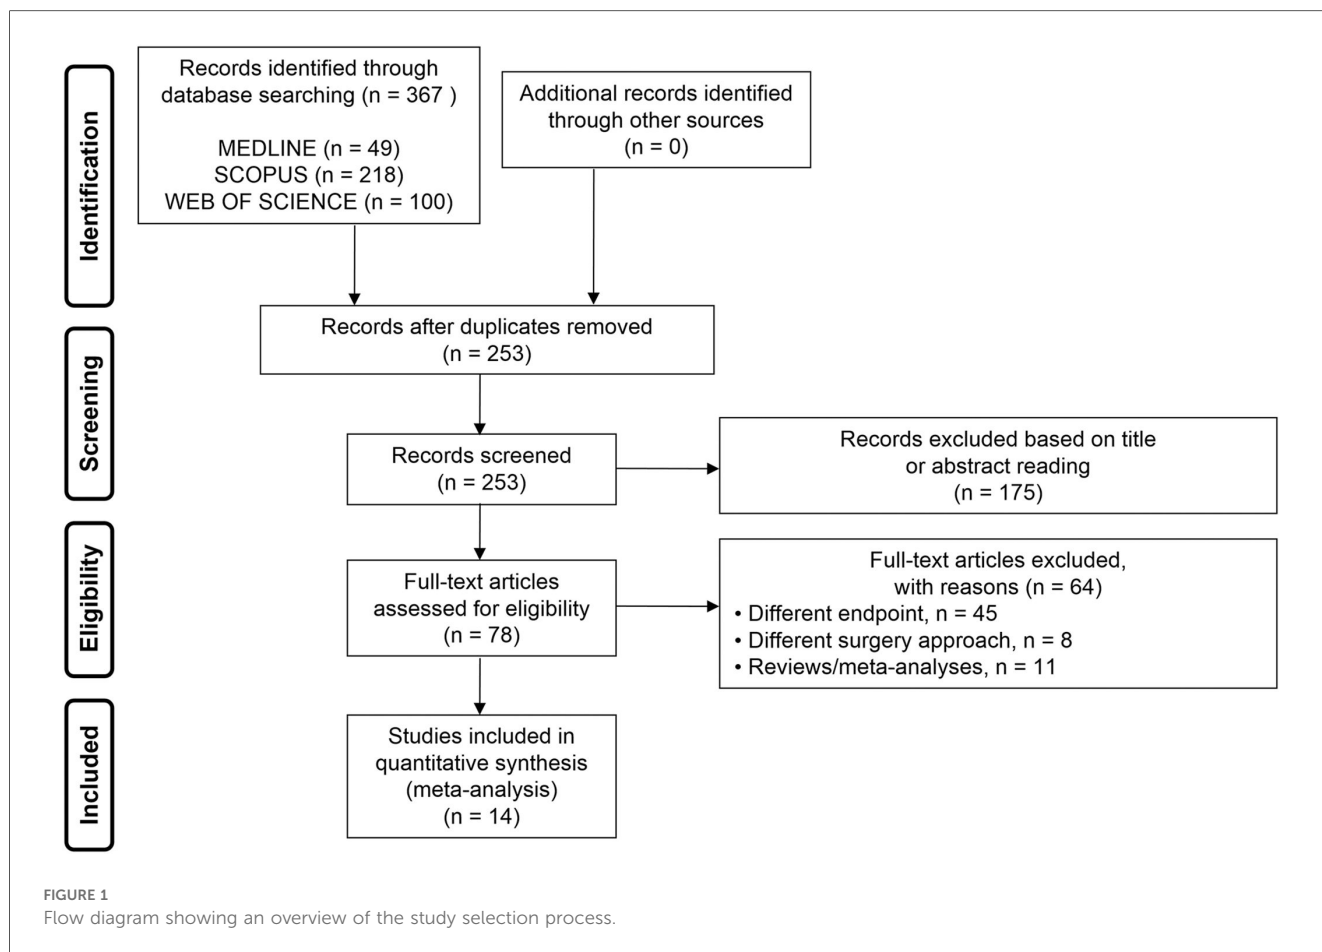 Identification
Records identified through
database searching (n = 367 )
MEDLINE (n = 49)
SCOPUS (n = 218)
WEB OF SCIENCE (n = 100)
Additional records identified
through other sources
(n = 0)
Screening
Records after duplicates removed
(n = 253)
Records screened
(n = 253)
Records excluded based on title
or abstract reading
(n = 175)
Eligibility
Full-text articles
assessed for eligibility
(n = 78)
Full-text articles excluded,
with reasons (n = 64)
• Different endpoint, n = 45
• Different surgery approach, n = 8
• Reviews/meta-analyses, n = 11
Included
Studies included in
quantitative synthesis
(meta-analysis)
(n = 14)
FIGURE 1
Flow diagram showing an overview of the study selection process.